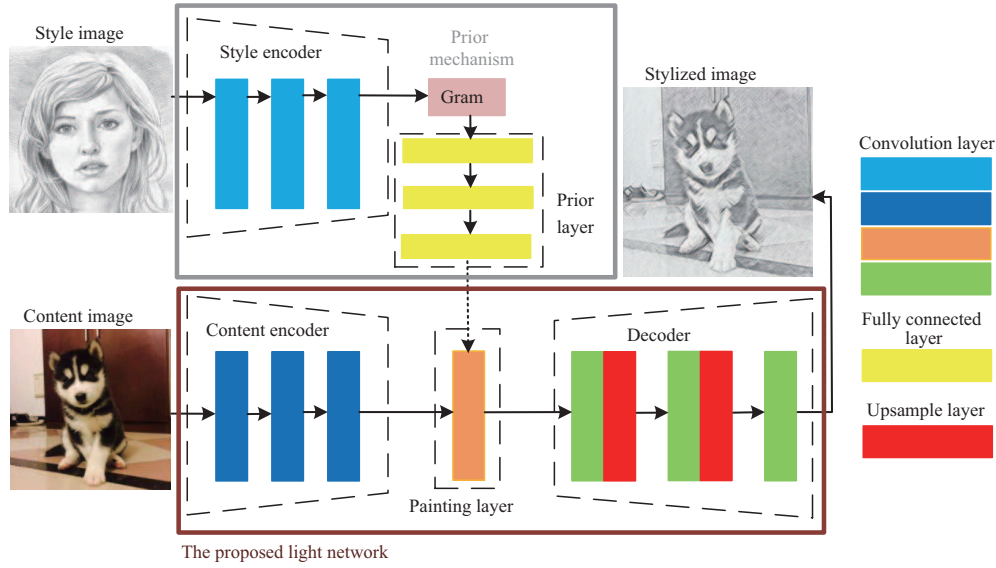 Style image
Style encoder
Prior
mechanism
Gram
Prior
layer
Stylized image
Convolution layer
Content image
Content encoder
Decoder
Painting layer
Fully connected
layer
Upsample layer
The proposed light network